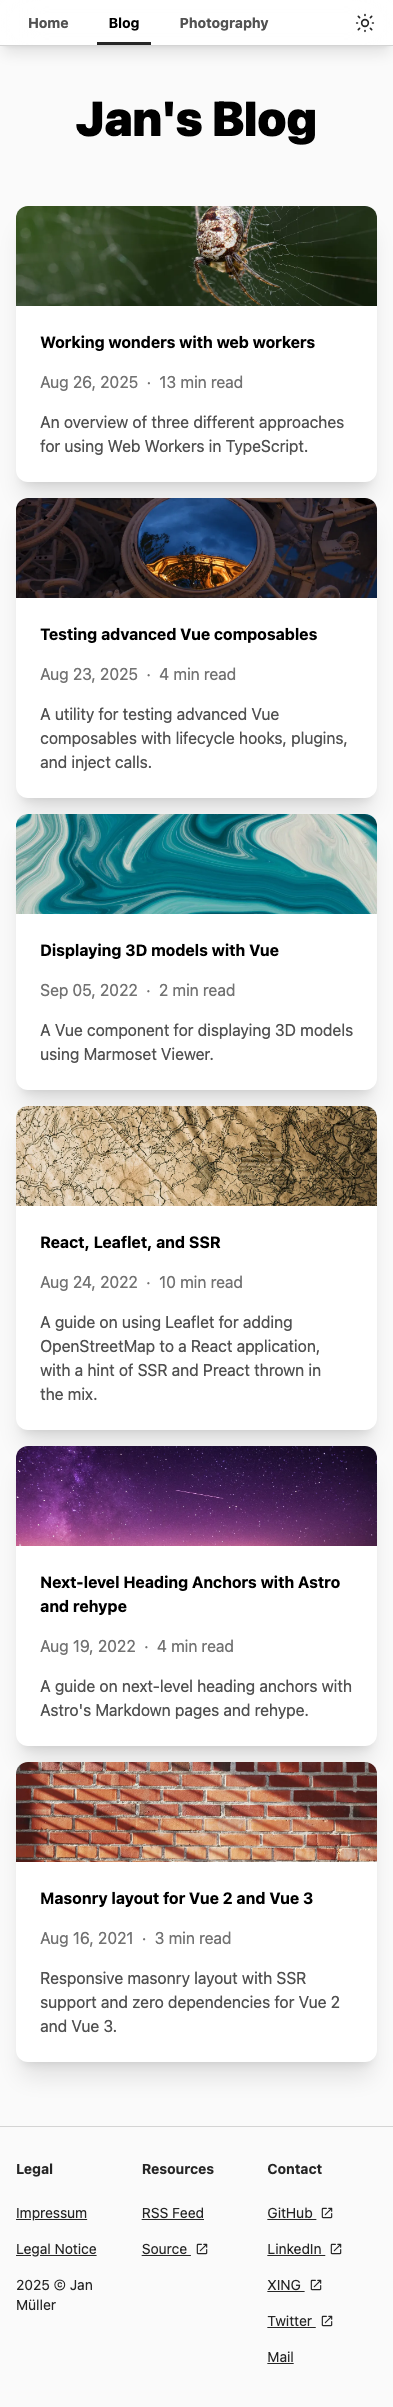 Home Blog Photography
Jan's Blog
Working wonders with web workers
Aug 26, 2025 · 13 min read
An overview of three different approaches
for using Web Workers in TypeScript.
Testing advanced Vue composables
Aug 23, 2025 · 4 min read
A utility for testing advanced Vue
composables with lifecycle hooks, plugins,
and inject calls.
Displaying 3D models with Vue
Sep 05, 2022 · 2 min read
A Vue component for displaying 3D models
using Marmoset Viewer.
React, Leaflet, and SSR
Aug 24, 2022 · 10 min read
A guide on using Leaflet for adding
OpenStreetMap to a React application,
with a hint of SSR and Preact thrown in
the mix.
Next-level Heading Anchors with Astro
and rehype
Aug 19, 2022 · 4 min read
A guide on next-level heading anchors with
Astro's Markdown pages and rehype.
Masonry layout for Vue 2 and Vue 3
Aug 16, 2021 · 3 min read
Responsive masonry layout with SSR
support and zero dependencies for Vue 2
and Vue 3.
Legal
Impressum
Legal Notice
2025 © Jan
Müller
Resources
RSS Feed
Source
Contact
GitHub
LinkedIn
XING
Twitter
Mail